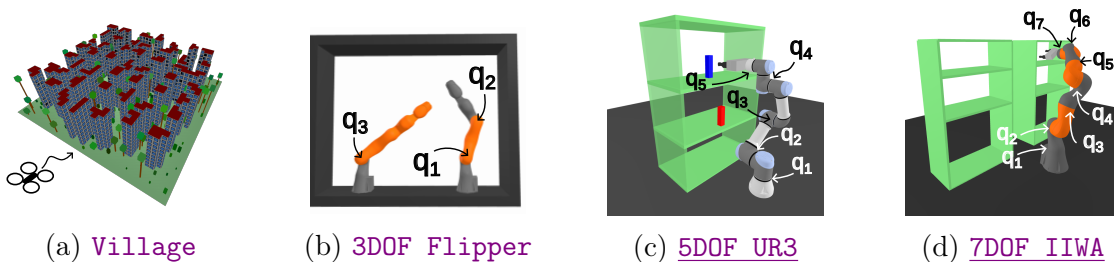 q₃
q₂
q₁
q₄
q₅
q₃
q₂
q₁
q₇
q₆
q₅
q₄
q₃
q₂
q₁
(a) Village
(b) 3DOF Flipper
(c) 5DOF UR3
(d) 7DOF IIWA